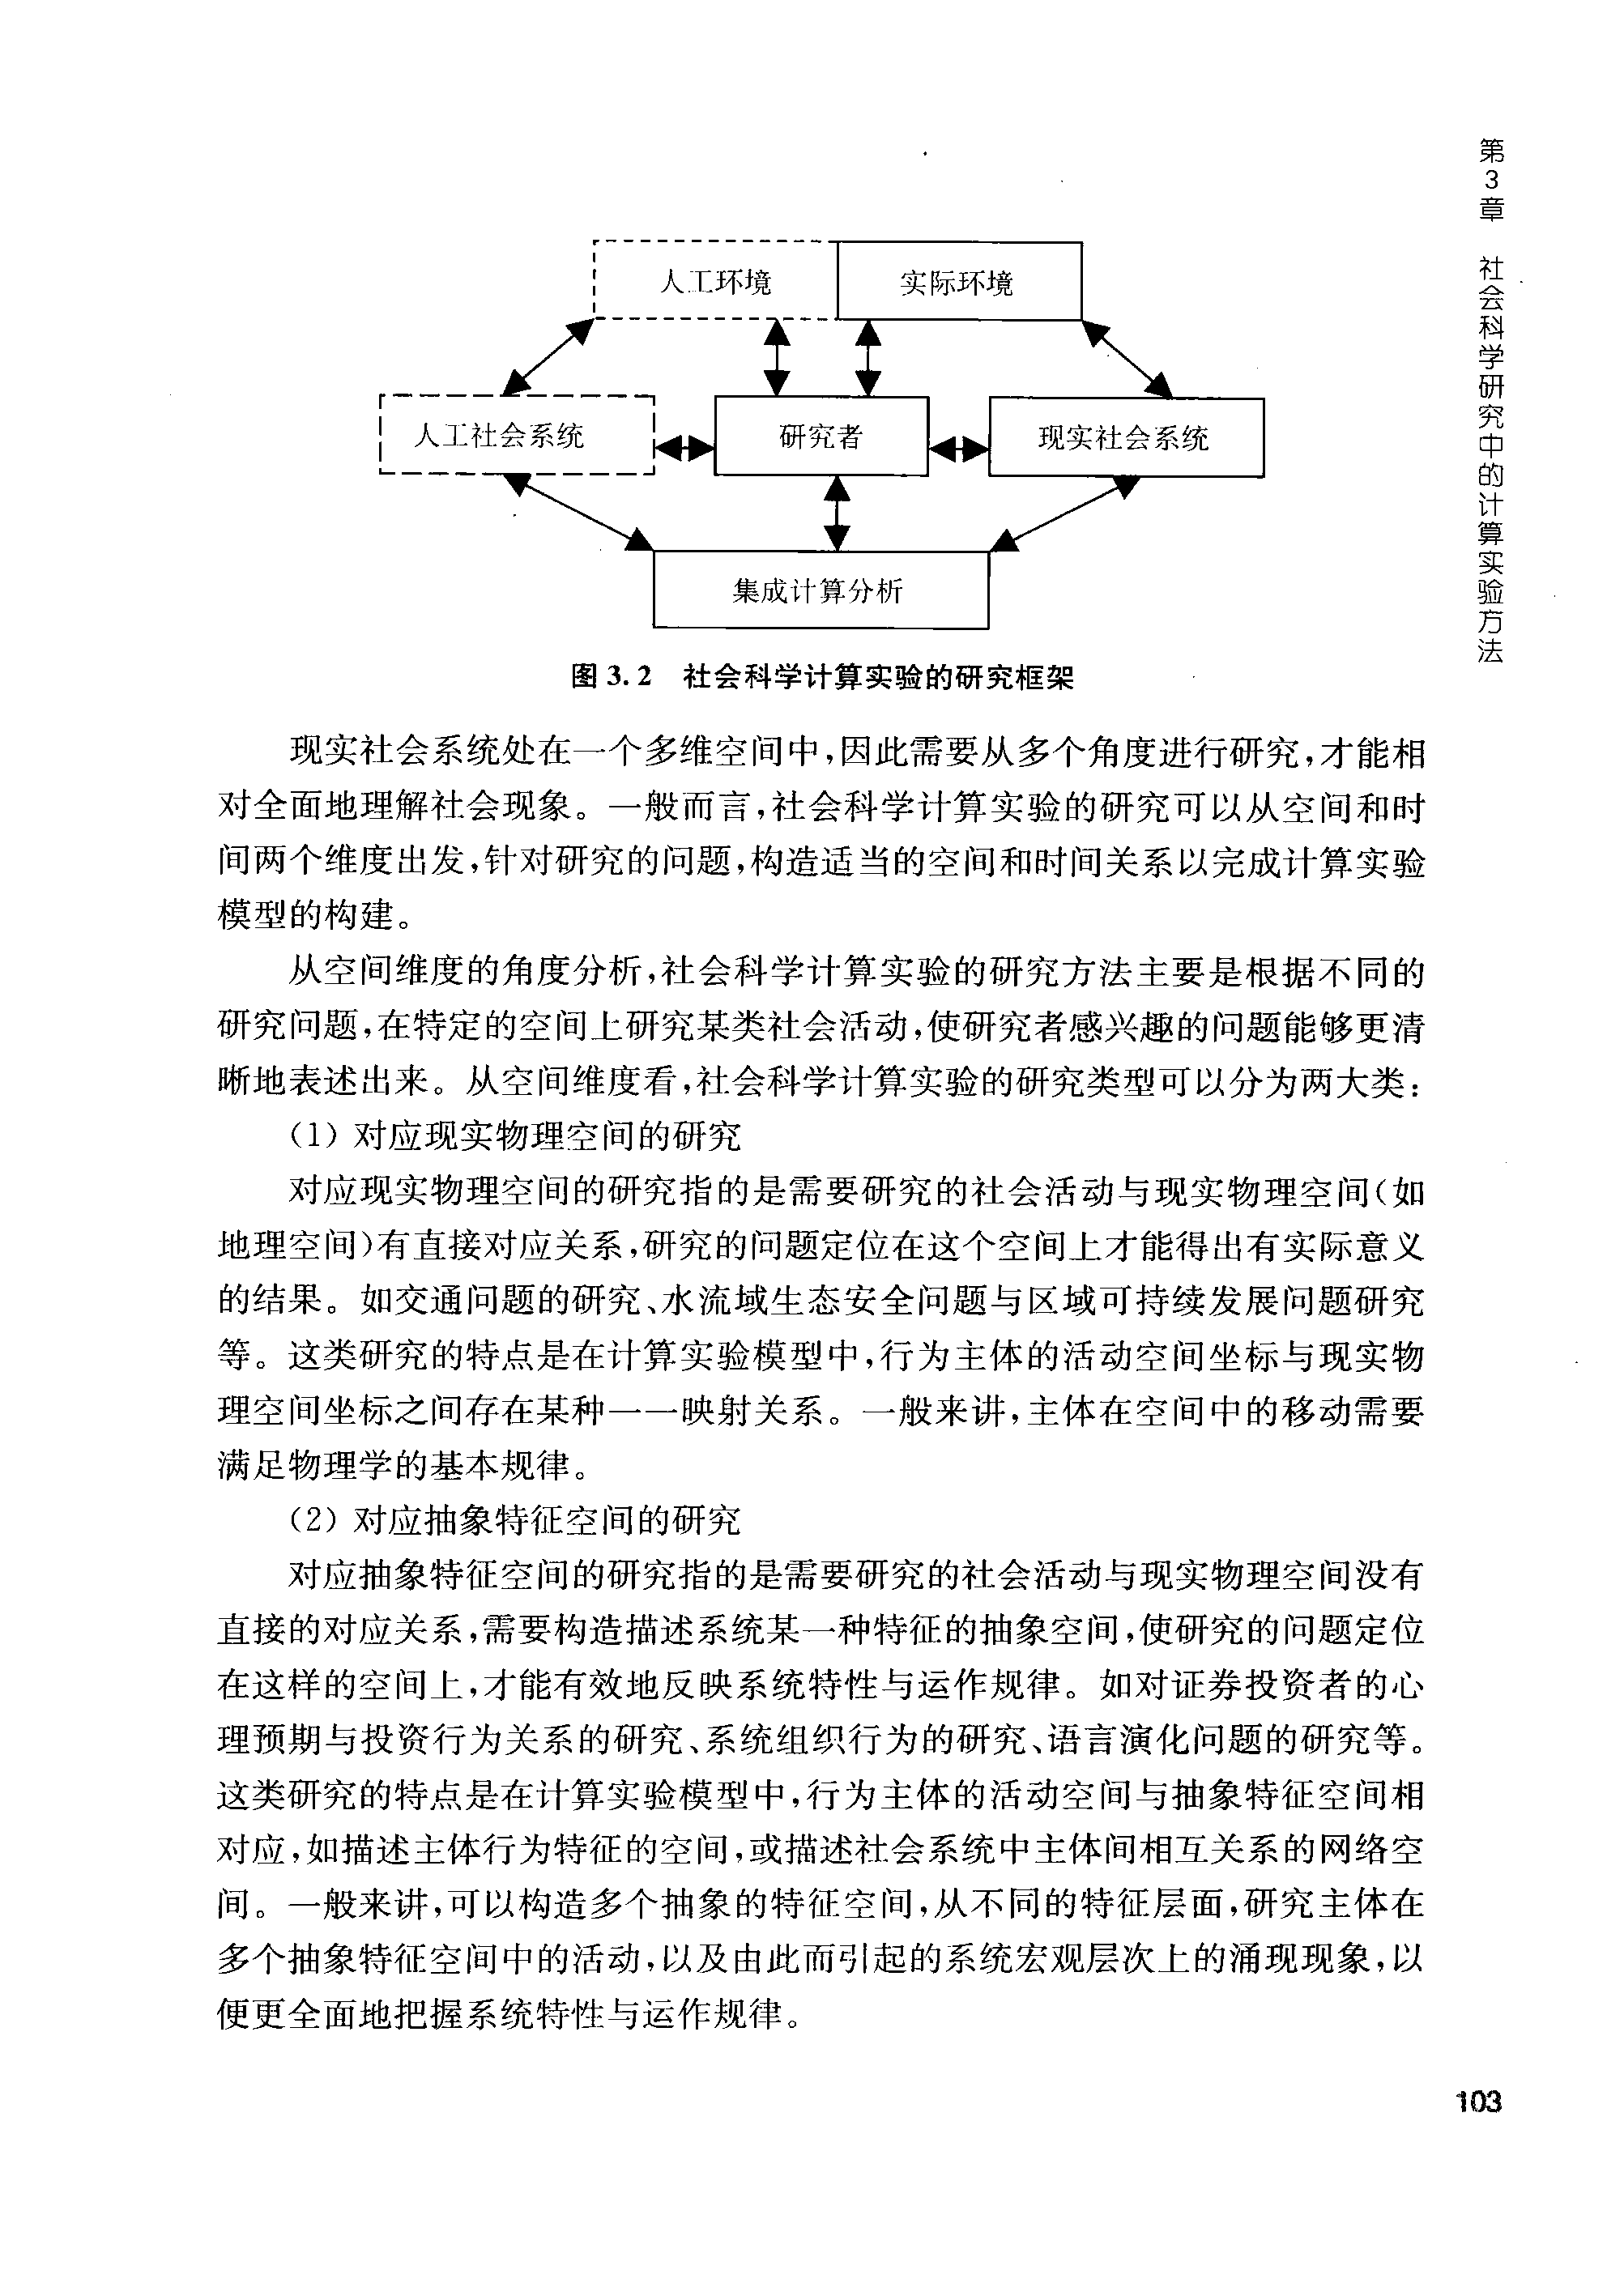 第3章 社会科学研究中的计算实验方法
人工环境 实际环境
人工社会系统 研究者 现实社会系统
集成计算分析
图 3.2 社会科学计算实验的研究框架
现实社会系统处在一个多维空间中,因此需要从多个角度进行研究,才能相
对全面地理解社会现象。一般而言,社会科学计算实验的研究可以从空间和时
间两个维度出发,针对研究的问题,构造适当的空间和时间关系以完成计算实验
模型的构建。
从空间维度的角度分析,社会科学计算实验的研究方法主要是根据不同的
研究问题,在特定的空间上研究某类社会活动,使研究者感兴趣的问题能够更清
晰地表述出来。从空间维度看,社会科学计算实验的研究类型可以分为两大类:
(1) 对应现实物理空间的研究
对应现实物理空间的研究指的是需要研究的社会活动与现实物理空间(如
地理空间)有直接对应关系,研究的问题定位在这个空间上才能得出有实际意义
的结果。如交通问题的研究、水流域生态安全问题与区域可持续发展问题研究
等。这类研究的特点是在计算实验模型中,行为主体的活动空间坐标与现实物
理空间坐标之间存在某种一一映射关系。一般来讲,主体在空间中的移动需要
满足物理学的基本规律。
(2) 对应抽象特征空间的研究
对应抽象特征空间的研究指的是需要研究的社会活动与现实物理空间没有
直接的对应关系,需要构造描述系统某一种特征的抽象空间,使研究的问题定位
在这样的空间上,才能有效地反映系统特性与运作规律。如对证券投资者的心
理预期与投资行为关系的研究、系统组织行为的研究、语言演化问题的研究等。
这类研究的特点是在计算实验模型中,行为主体的活动空间与抽象特征空间相
对应,如描述主体行为特征的空间,或描述社会系统中主体间相互关系的网络空
间。一般来讲,可以构造多个抽象的特征空间,从不同的特征层面,研究主体在
多个抽象特征空间中的活动,以及由此而引起的系统宏观层次上的涌现现象,以
便更全面地把握系统特性与运作规律。
103